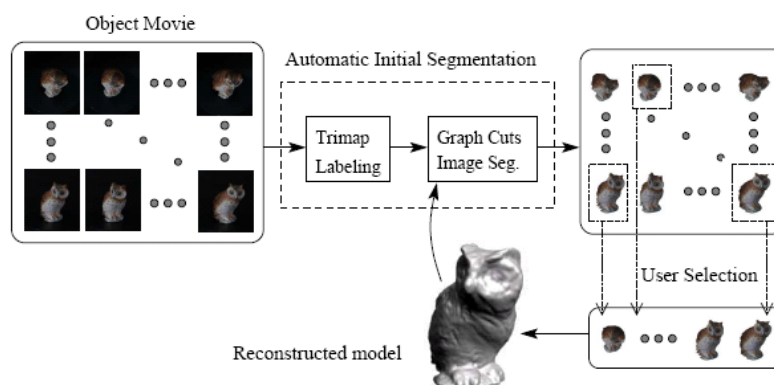 Object Movie
Automatic Initial Segmentation
Trimap
Labeling
Graph Cuts
Image Seg.
User Selection
Reconstructed model